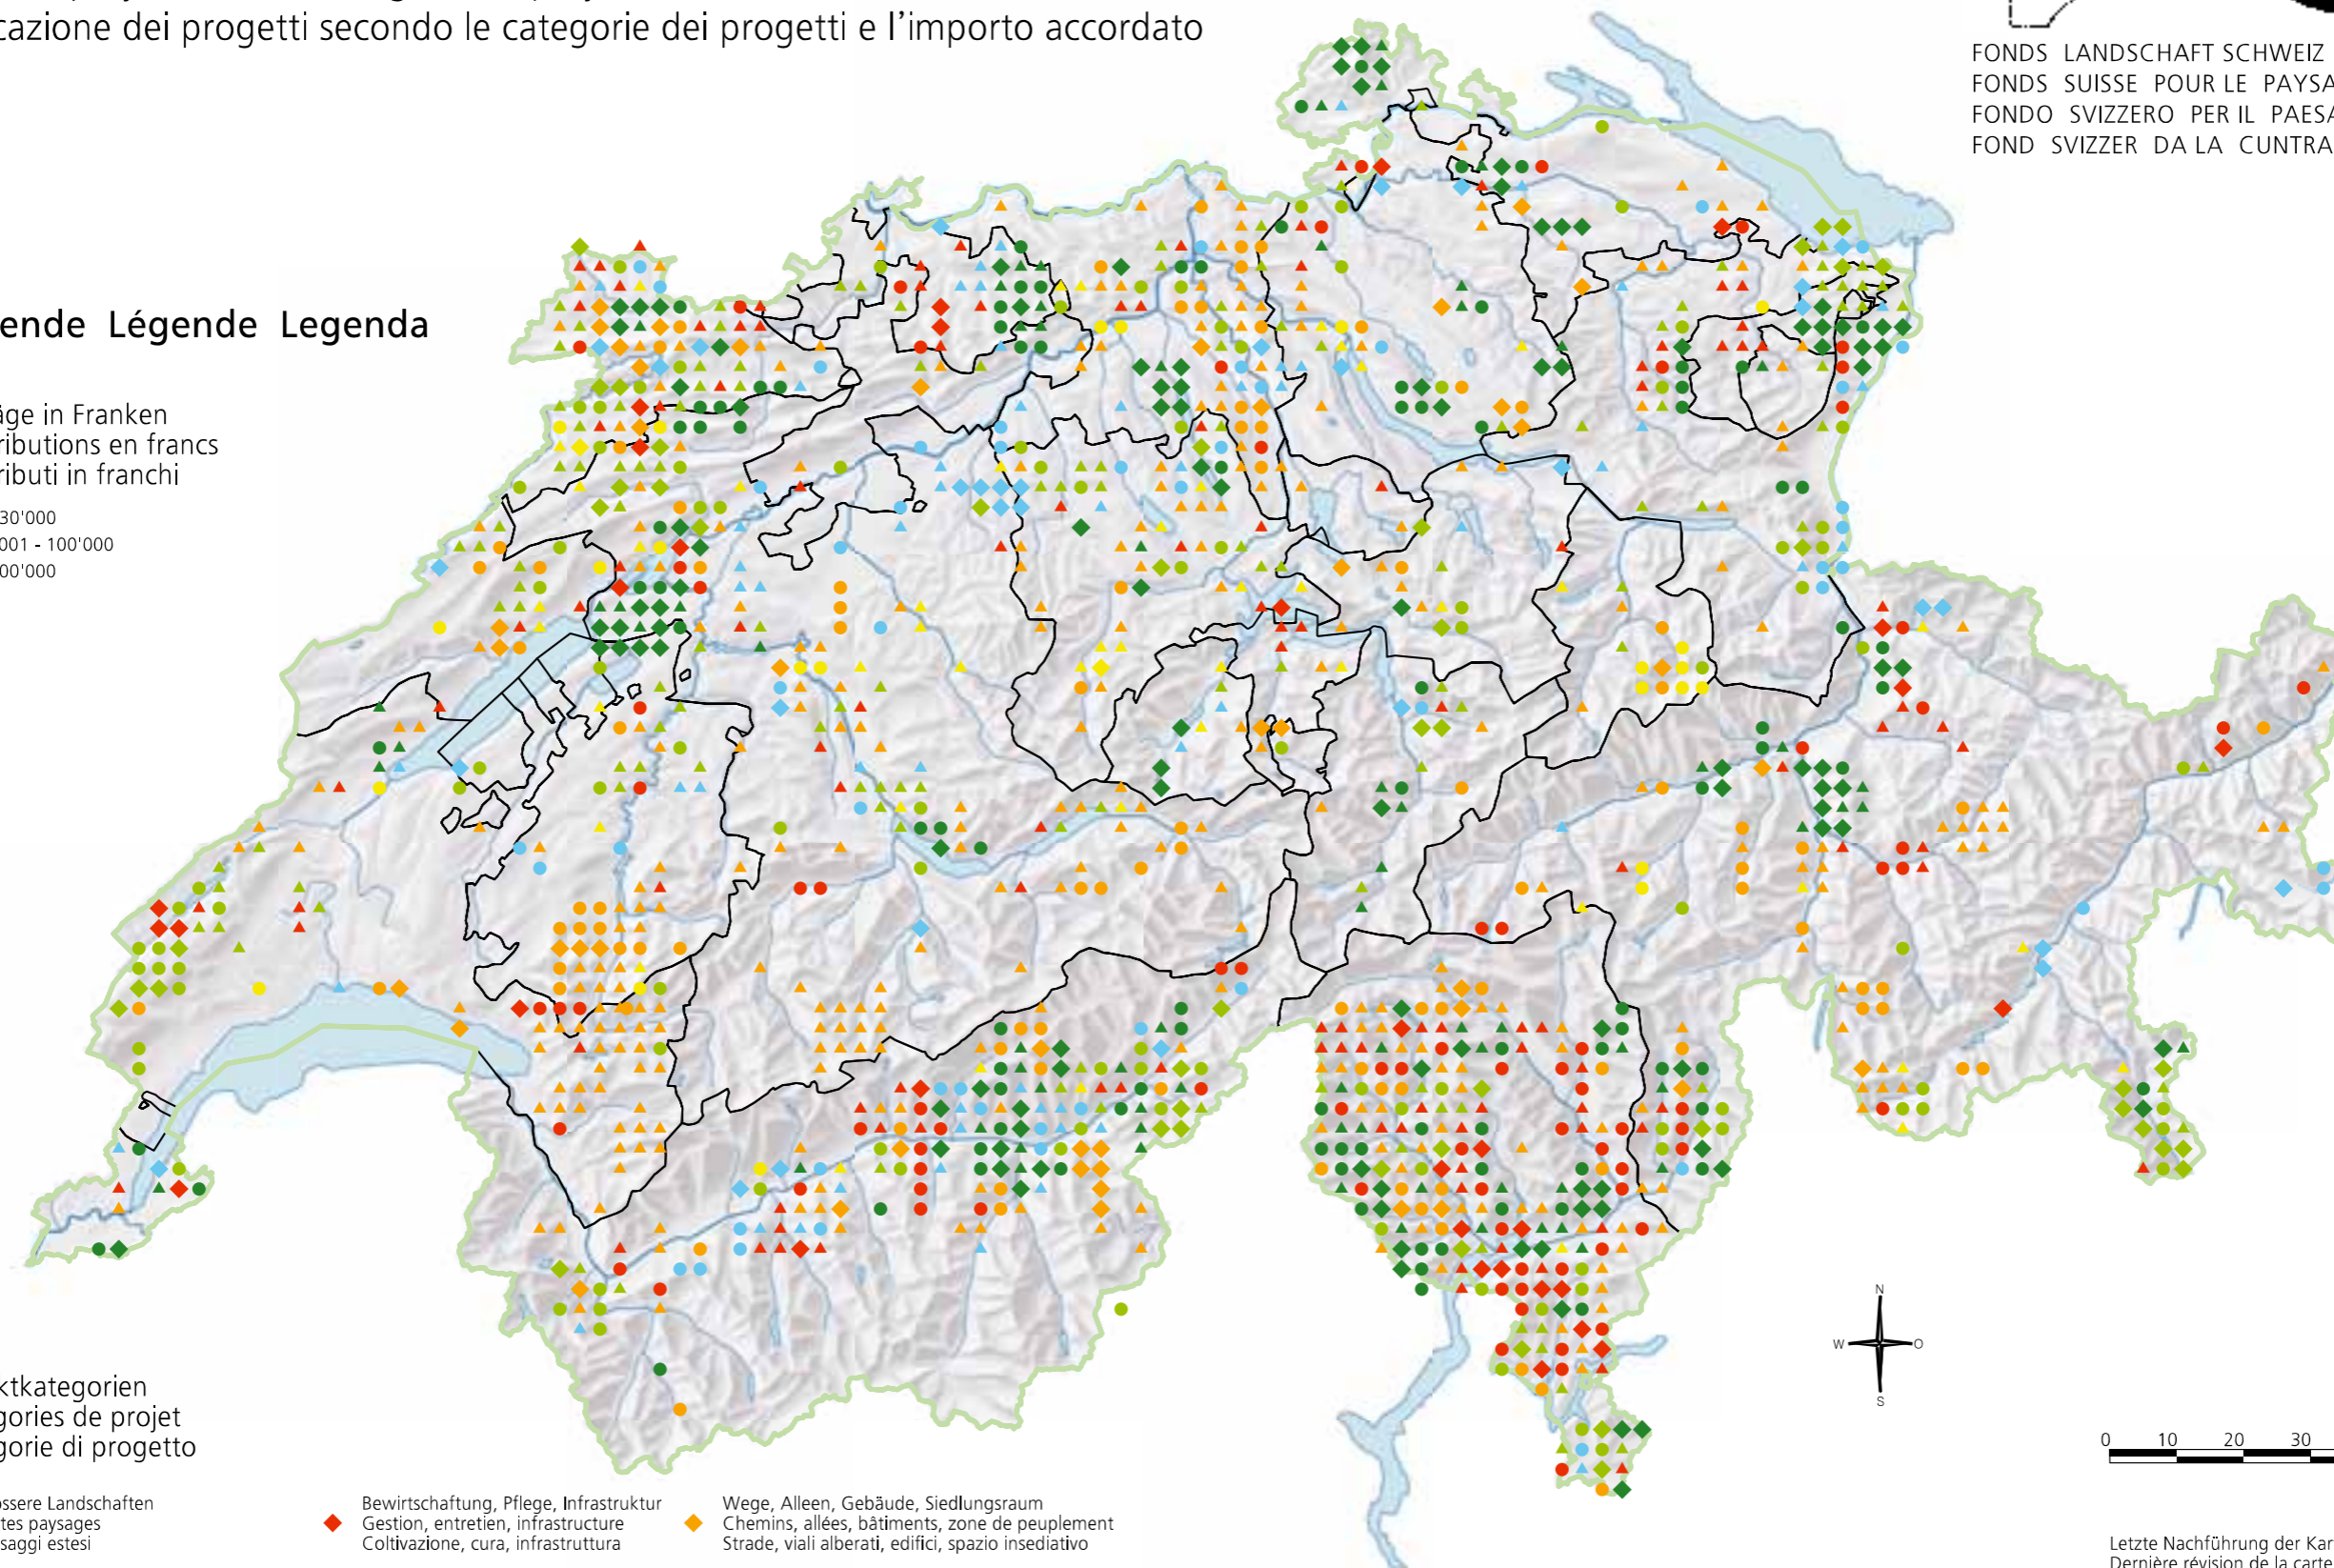 cazione dei progetti secondo le categorie dei progetti e l'importo accordato
FONDS LANDSCHAFT SCHWEIZ
FONDS SUISSE POUR LE PAYSA
FONDO SVIZZERO PER IL PAESA
FOND SVIZZER DA LA CUNTRA
ende Légende Legenda
äge in Franken
ributions en francs
ributi in franchi
30'000
001 - 100'000
00'000
N
W O
S
ktkategorien
gories de projet
gorie di progetto
0 10 20 30
ssere Landschaften
tes paysages
saggi estesi
Bewirtschaftung, Pflege, Infrastruktur
Gestion, entretien, infrastructure
Coltivazione, cura, infrastruttura
Wege, Alleen, Gebäude, Siedlungsraum
Chemins, allées, bâtiments, zone de peuplement
Strade, viali alberati, edifici, spazio insediativo
Letzte Nachführung der Kar
Dernière révision de la carte